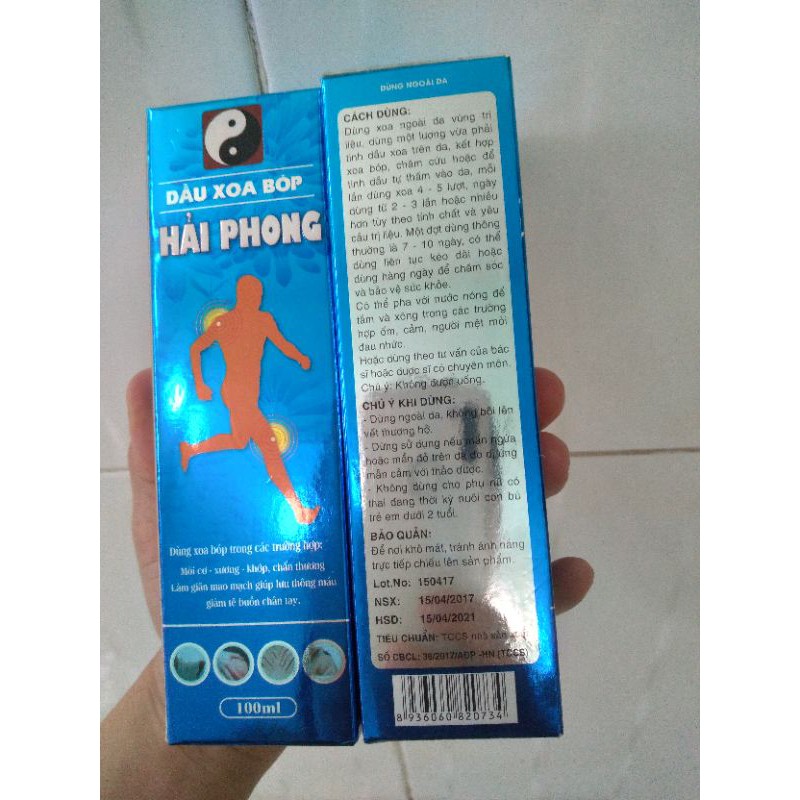 DẦU XOA BÓP
HẢI PHONG
Dùng xoa bóp trong các trường hợp:
Mỏi cơ - xương - khớp, chấn thương
Làm giãn mao mạch giúp lưu thông máu
giảm tê buồn chân tay.
100ml
DÙNG NGOÀI DA
CÁCH DÙNG:
Dùng xoa ngoài da vùng trị
liệu, dùng một lượng vừa phải
tinh dầu xoa trên da, kết hợp
xoa bóp, châm cứu hoặc để
tinh dầu tự thấm vào da, mỗi
lần dùng xoa 4 - 5 lượt, ngày
dùng từ 2 - 3 lần hoặc nhiều
hơn tùy theo tính chất và yêu
cầu trị liệu. Một đợt dùng thông
thường là 7 - 10 ngày, có thể
dùng liên tục kéo dài hoặc
dùng hàng ngày để chăm sóc
và bảo vệ sức khỏe.
Có thể pha với nước nóng để
tắm và xông trong các trường
hợp ốm, cảm, người mệt mỏi
đau nhức.
Hoặc dùng theo tư vấn của bác
sĩ hoặc dược sĩ có chuyên môn.
Chú ý: Không được uống.
CHÚ Ý KHI DÙNG:
- Dùng ngoài da, không bôi lên
vết thương hở.
- Dừng sử dụng nếu mẩn ngứa
hoặc mẩn đỏ trên da do dị ứng
mẫn cảm với thảo dược.
- Không dùng cho phụ nữ có
thai đang thời kỳ nuôi con bú
trẻ em dưới 2 tuổi.
BẢO QUẢN:
Để nơi khô mát, tránh ánh nắng
trực tiếp chiếu lên sản phẩm.
Lot.No: 150417
NSX: 15/04/2017
HSD: 15/04/2021
TIÊU CHUẨN: TCCS nhà sản
SỐ CBCL: 36/2017/ADP -HN (TCCS)
8 936060 820734